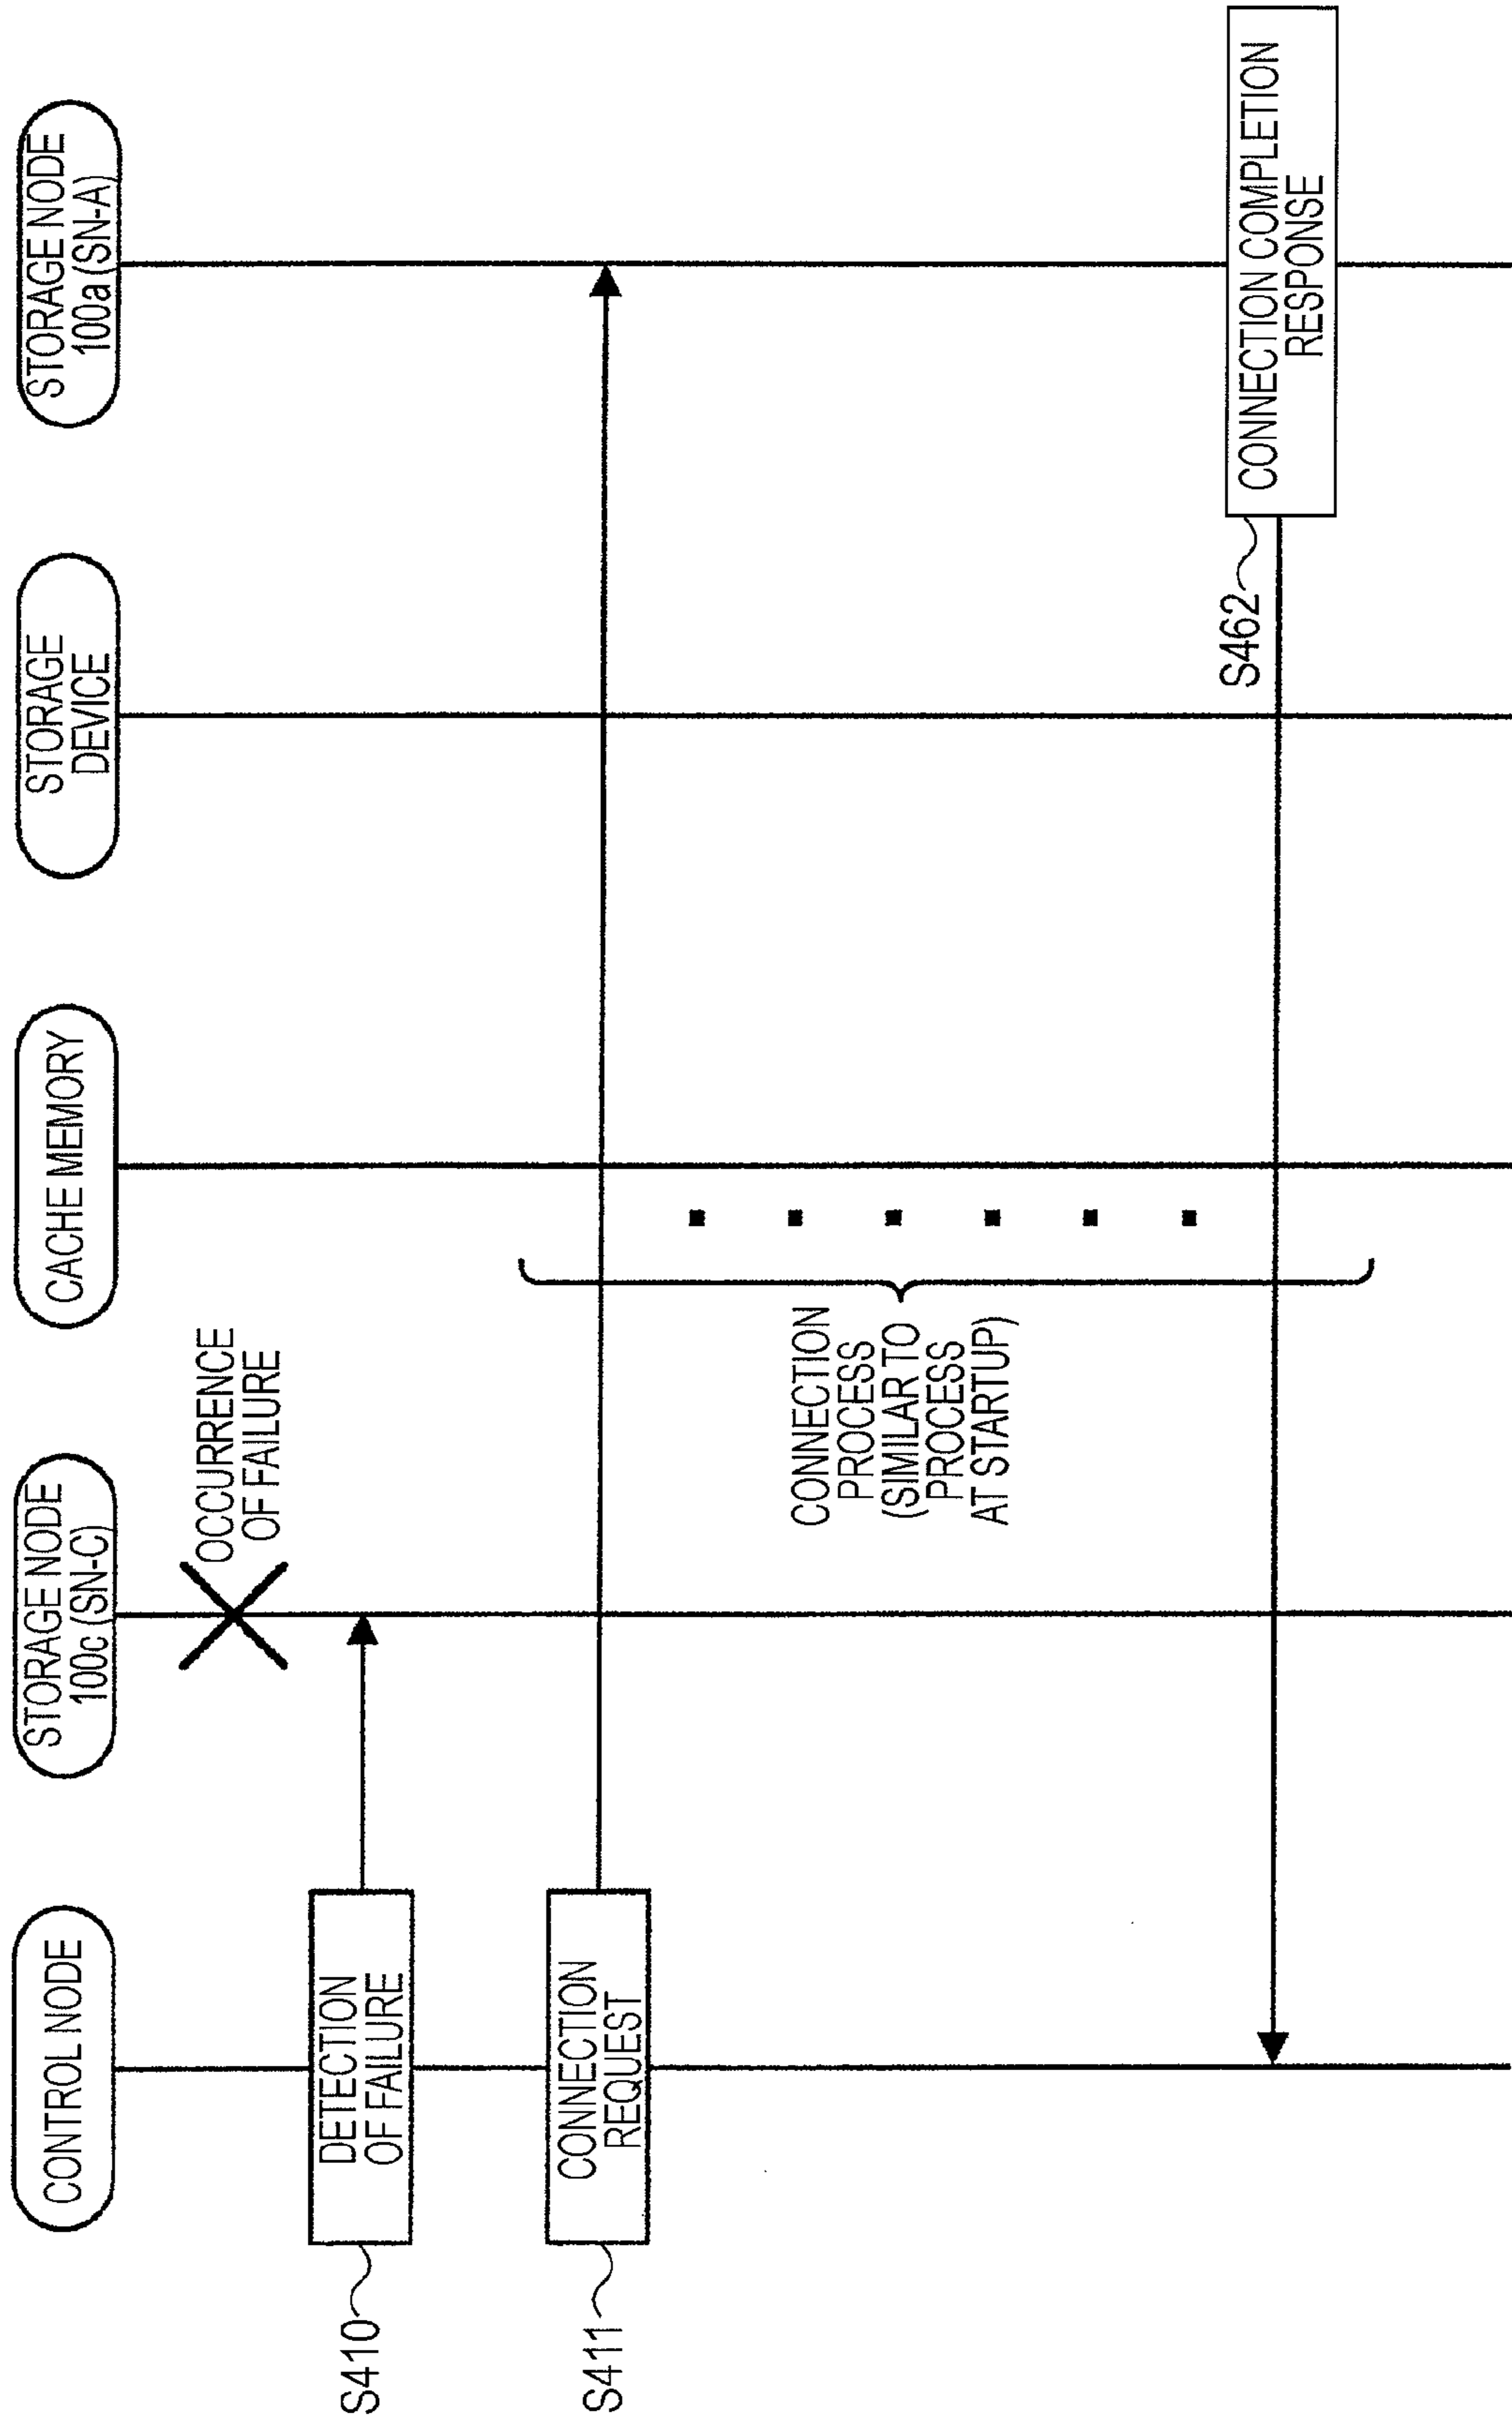 CONTROL NODE
STORAGE NODE
100c (SN-C)
CACHE MEMORY
STORAGE
DEVICE
STORAGE NODE
100a (SN-A)
OCCURRENCE
OF FAILURE
S410
DETECTION
OF FAILURE
S411
CONNECTION
REQUEST
CONNECTION
PROCESS
(SIMILAR TO
PROCESS
AT STARTUP)
S462
CONNECTION COMPLETION
RESPONSE